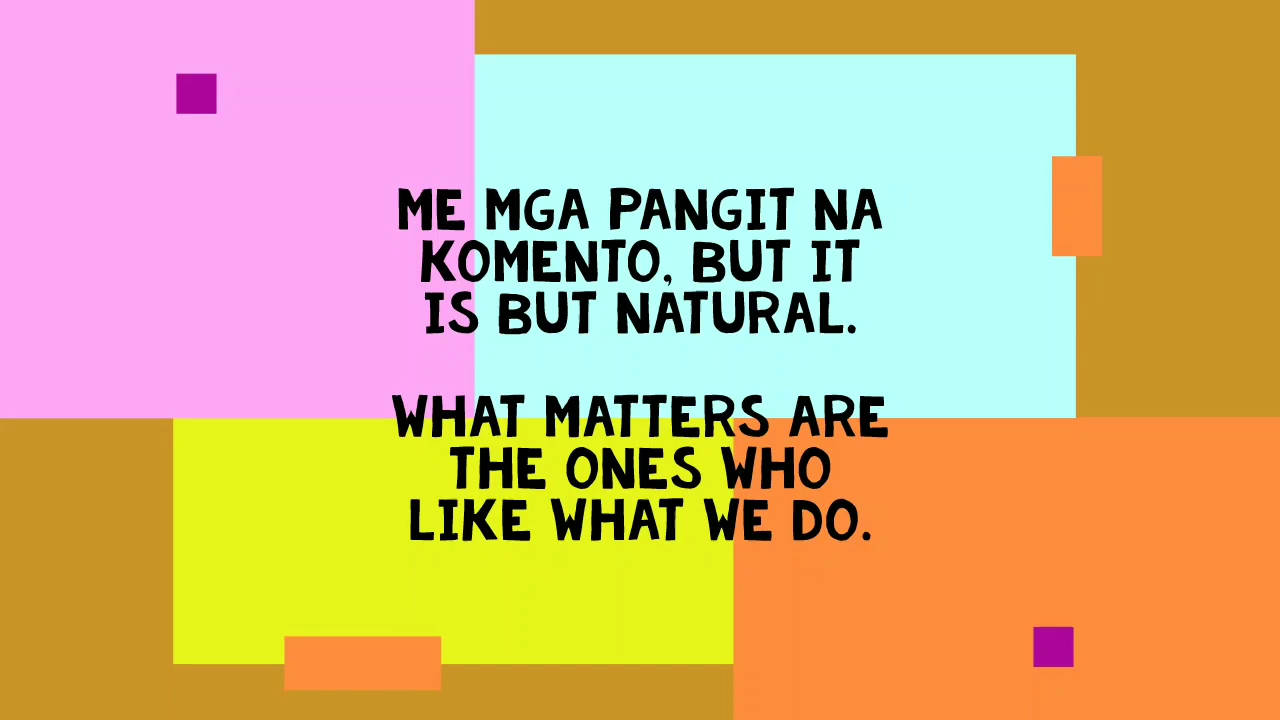 ME MGA PANGIT NA
KOMENTO, BUT IT
IS BUT NATURAL.
WHAT MATTERS ARE
THE ONES WHO
LIKE WHAT WE DO.